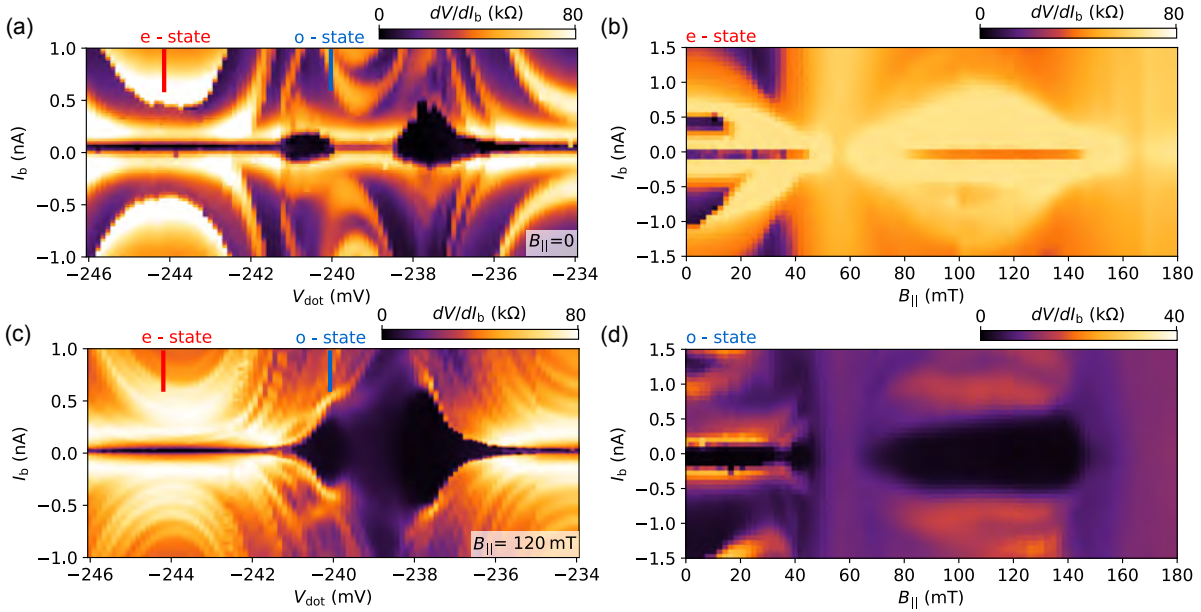 (a)
0 dV/dI_b (kΩ) 80
e - state
o - state
1.0
0.5
0.0
−0.5
−1.0
I_b (nA)
B_||=0
−246 −244 −242 −240 −238 −236 −234
V_dot (mV)
(b)
0 dV/dI_b (kΩ) 80
e - state
1.5
1.0
0.5
0.0
−0.5
−1.0
−1.5
I_b (nA)
0 20 40 60 80 100 120 140 160 180
B_|| (mT)
(c)
0 dV/dI_b (kΩ) 80
e - state
o - state
1.0
0.5
0.0
−0.5
−1.0
I_b (nA)
B_||= 120 mT
−246 −244 −242 −240 −238 −236 −234
V_dot (mV)
(d)
0 dV/dI_b (kΩ) 40
o - state
1.5
1.0
0.5
0.0
−0.5
−1.0
−1.5
I_b (nA)
0 20 40 60 80 100 120 140 160 180
B_|| (mT)